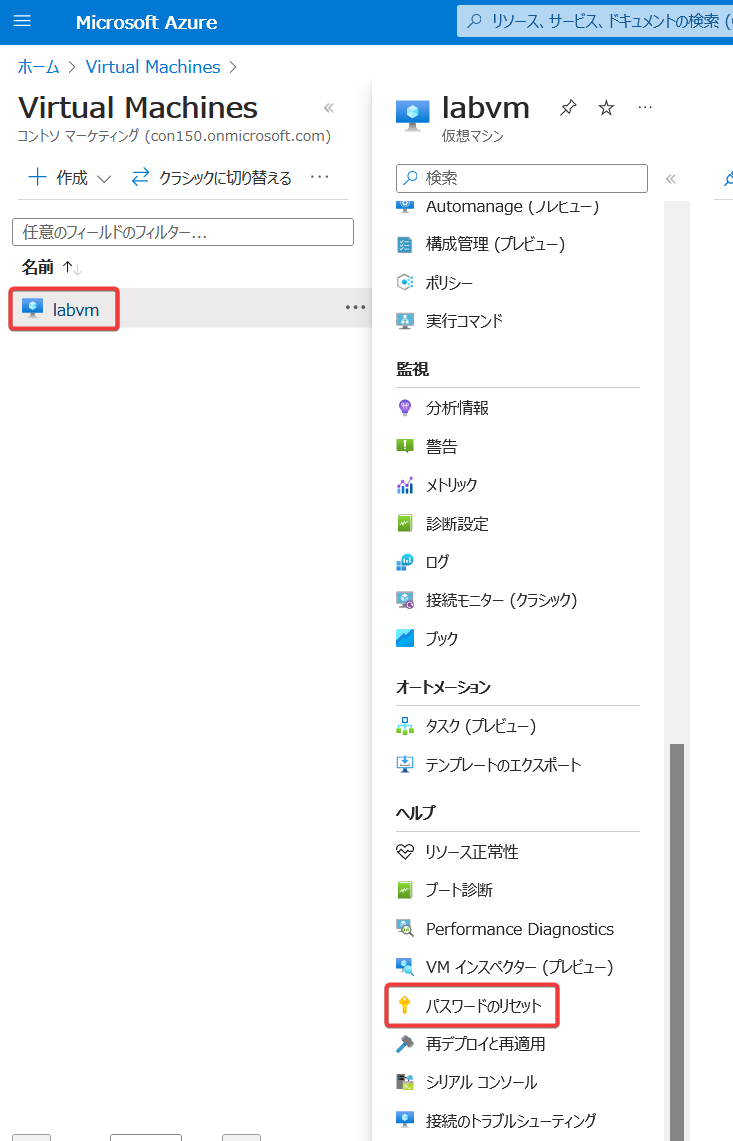 Microsoft Azure
リソース、サービス、ドキュメントの検索 (
ホーム > Virtual Machines >
Virtual Machines
コントソ マーケティング (con150.onmicrosoft.com)
+ 作成
クラシックに切り替える
任意のフィールドのフィルター...
名前
labvm
labvm
仮想マシン
検索
Automanage (プレビュー)
構成管理 (プレビュー)
ポリシー
実行コマンド
監視
分析情報
警告
メトリック
診断設定
ログ
接続モニター (クラシック)
ブック
オートメーション
タスク (プレビュー)
テンプレートのエクスポート
ヘルプ
リソース正常性
ブート診断
Performance Diagnostics
VM インスペクター (プレビュー)
パスワードのリセット
再デプロイと再適用
シリアル コンソール
接続のトラブルシューティング